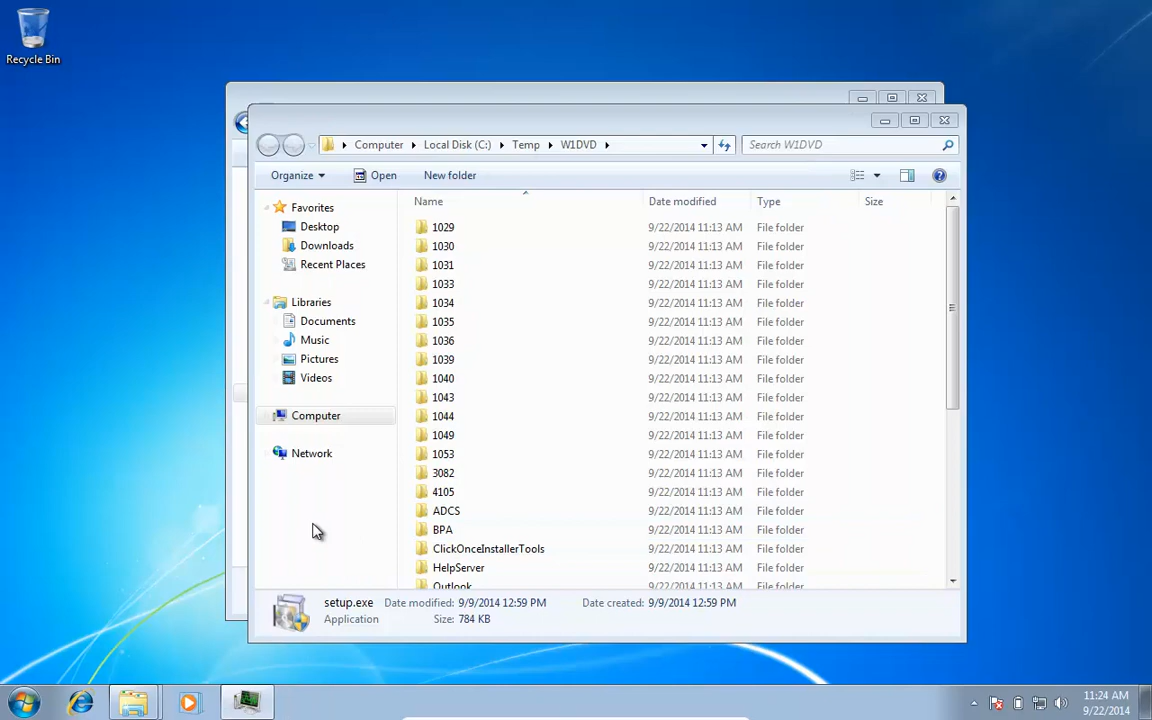 Recycle Bin
Computer Local Disk (C:) Temp W1DVD Search W1DVD
Organize Open New folder
Name Date modified Type Size
Favorites
Desktop
Downloads
Recent Places
Libraries
Documents
Music
Pictures
Videos
Computer
Network
1029 9/22/2014 11:13 AM File folder
1030 9/22/2014 11:13 AM File folder
1031 9/22/2014 11:13 AM File folder
1033 9/22/2014 11:13 AM File folder
1034 9/22/2014 11:13 AM File folder
1035 9/22/2014 11:13 AM File folder
1036 9/22/2014 11:13 AM File folder
1039 9/22/2014 11:13 AM File folder
1040 9/22/2014 11:13 AM File folder
1043 9/22/2014 11:13 AM File folder
1044 9/22/2014 11:13 AM File folder
1049 9/22/2014 11:13 AM File folder
1053 9/22/2014 11:13 AM File folder
3082 9/22/2014 11:13 AM File folder
4105 9/22/2014 11:13 AM File folder
ADCS 9/22/2014 11:13 AM File folder
BPA 9/22/2014 11:13 AM File folder
ClickOnceInstallerTools 9/22/2014 11:13 AM File folder
HelpServer 9/22/2014 11:13 AM File folder
Outlook 9/22/2014 11:13 AM File folder
setup.exe Date modified: 9/9/2014 12:59 PM Date created: 9/9/2014 12:59 PM
Application Size: 784 KB
11:24 AM
9/22/2014